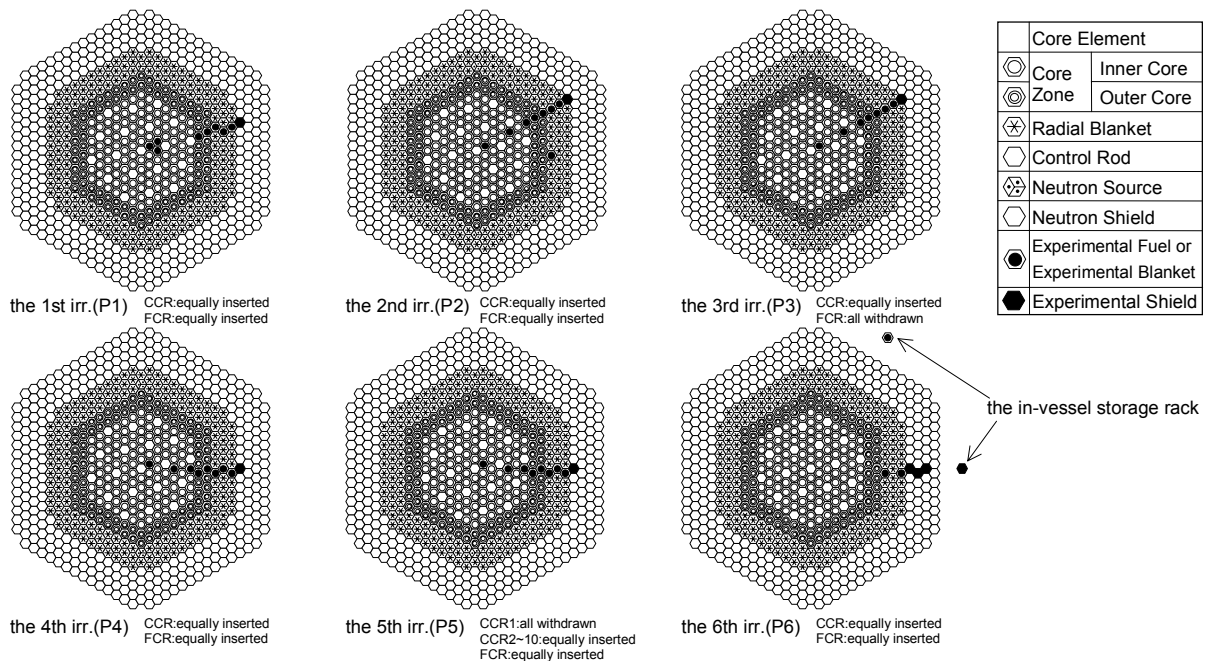 Core Element
Core
Zone
Inner Core
Outer Core
Radial Blanket
Control Rod
Neutron Source
Neutron Shield
Experimental Fuel or
Experimental Blanket
Experimental Shield
the 1st irr.(P1)
CCR:equally inserted
FCR:equally inserted
the 2nd irr.(P2)
CCR:equally inserted
FCR:equally inserted
the 3rd irr.(P3)
CCR:equally inserted
FCR:all withdrawn
the in-vessel storage rack
the 4th irr.(P4)
CCR:equally inserted
FCR:equally inserted
the 5th irr.(P5)
CCR1:all withdrawn
CCR2~10:equally inserted
FCR:equally inserted
the 6th irr.(P6)
CCR:equally inserted
FCR:equally inserted